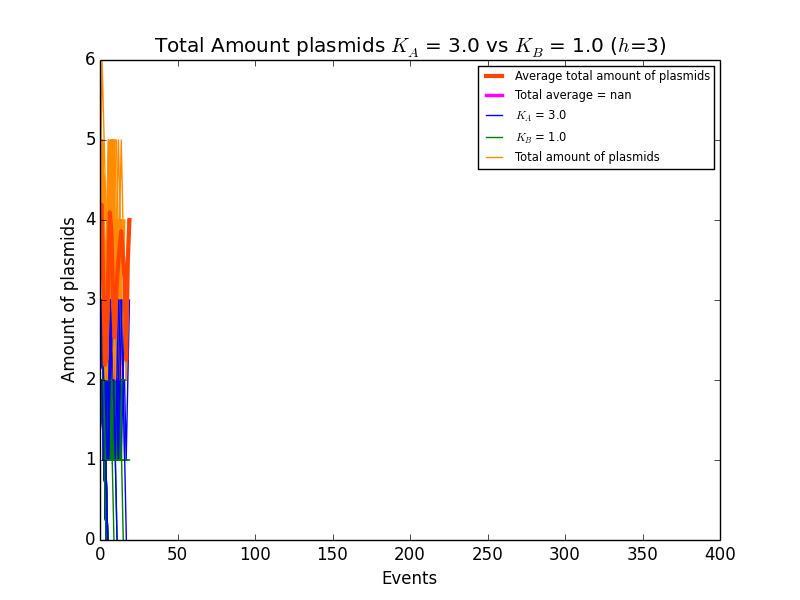 Total Amount plasmids K_A = 3.0 vs K_B = 1.0 (h=3)
Average total amount of plasmids
Total average = nan
K_A = 3.0
K_B = 1.0
Total amount of plasmids
Amount of plasmids
6
5
4
3
2
1
0
0 50 100 150 200 250 300 350 400
Events